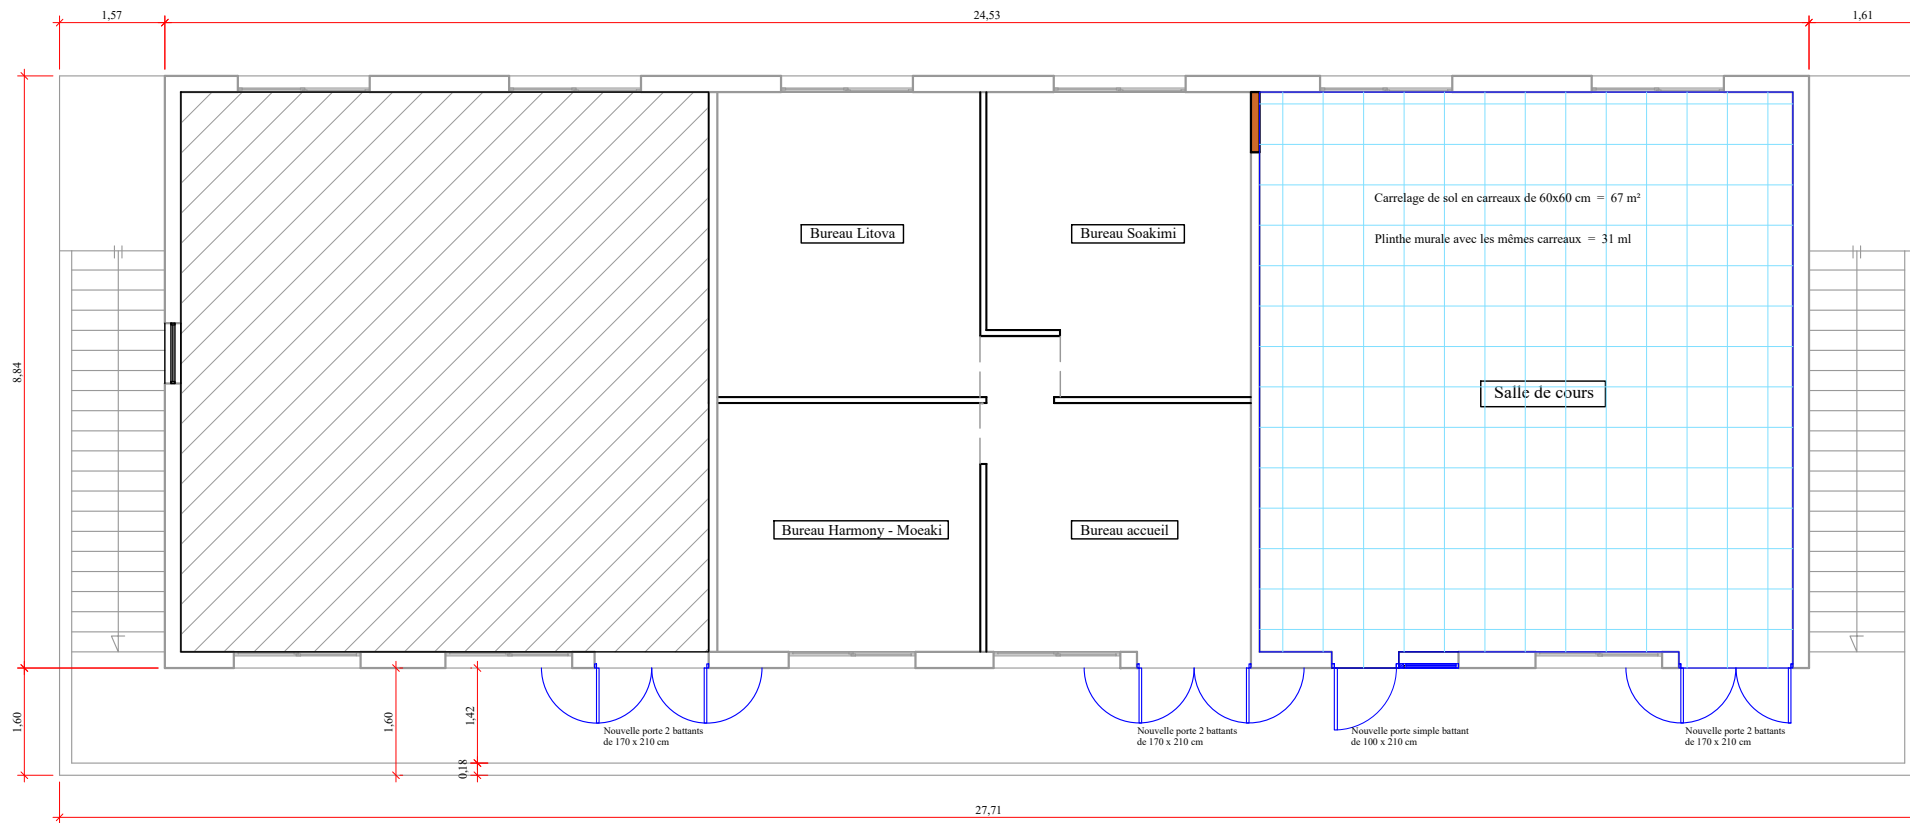 1,57
24,53
1,61
Carrelage de sol en carreaux de 60x60 cm = 67 m²
Plinthe murale avec les mêmes carreaux = 31 ml
Bureau Litova
Bureau Soakimi
8,84
Salle de cours
Bureau Harmony - Moeaki
Bureau accueil
1,60
1,60
1,42
0,18
Nouvelle porte 2 battants
de 170 x 210 cm
Nouvelle porte 2 battants
de 170 x 210 cm
Nouvelle porte simple battant
de 100 x 210 cm
Nouvelle porte 2 battants
de 170 x 210 cm
27,71